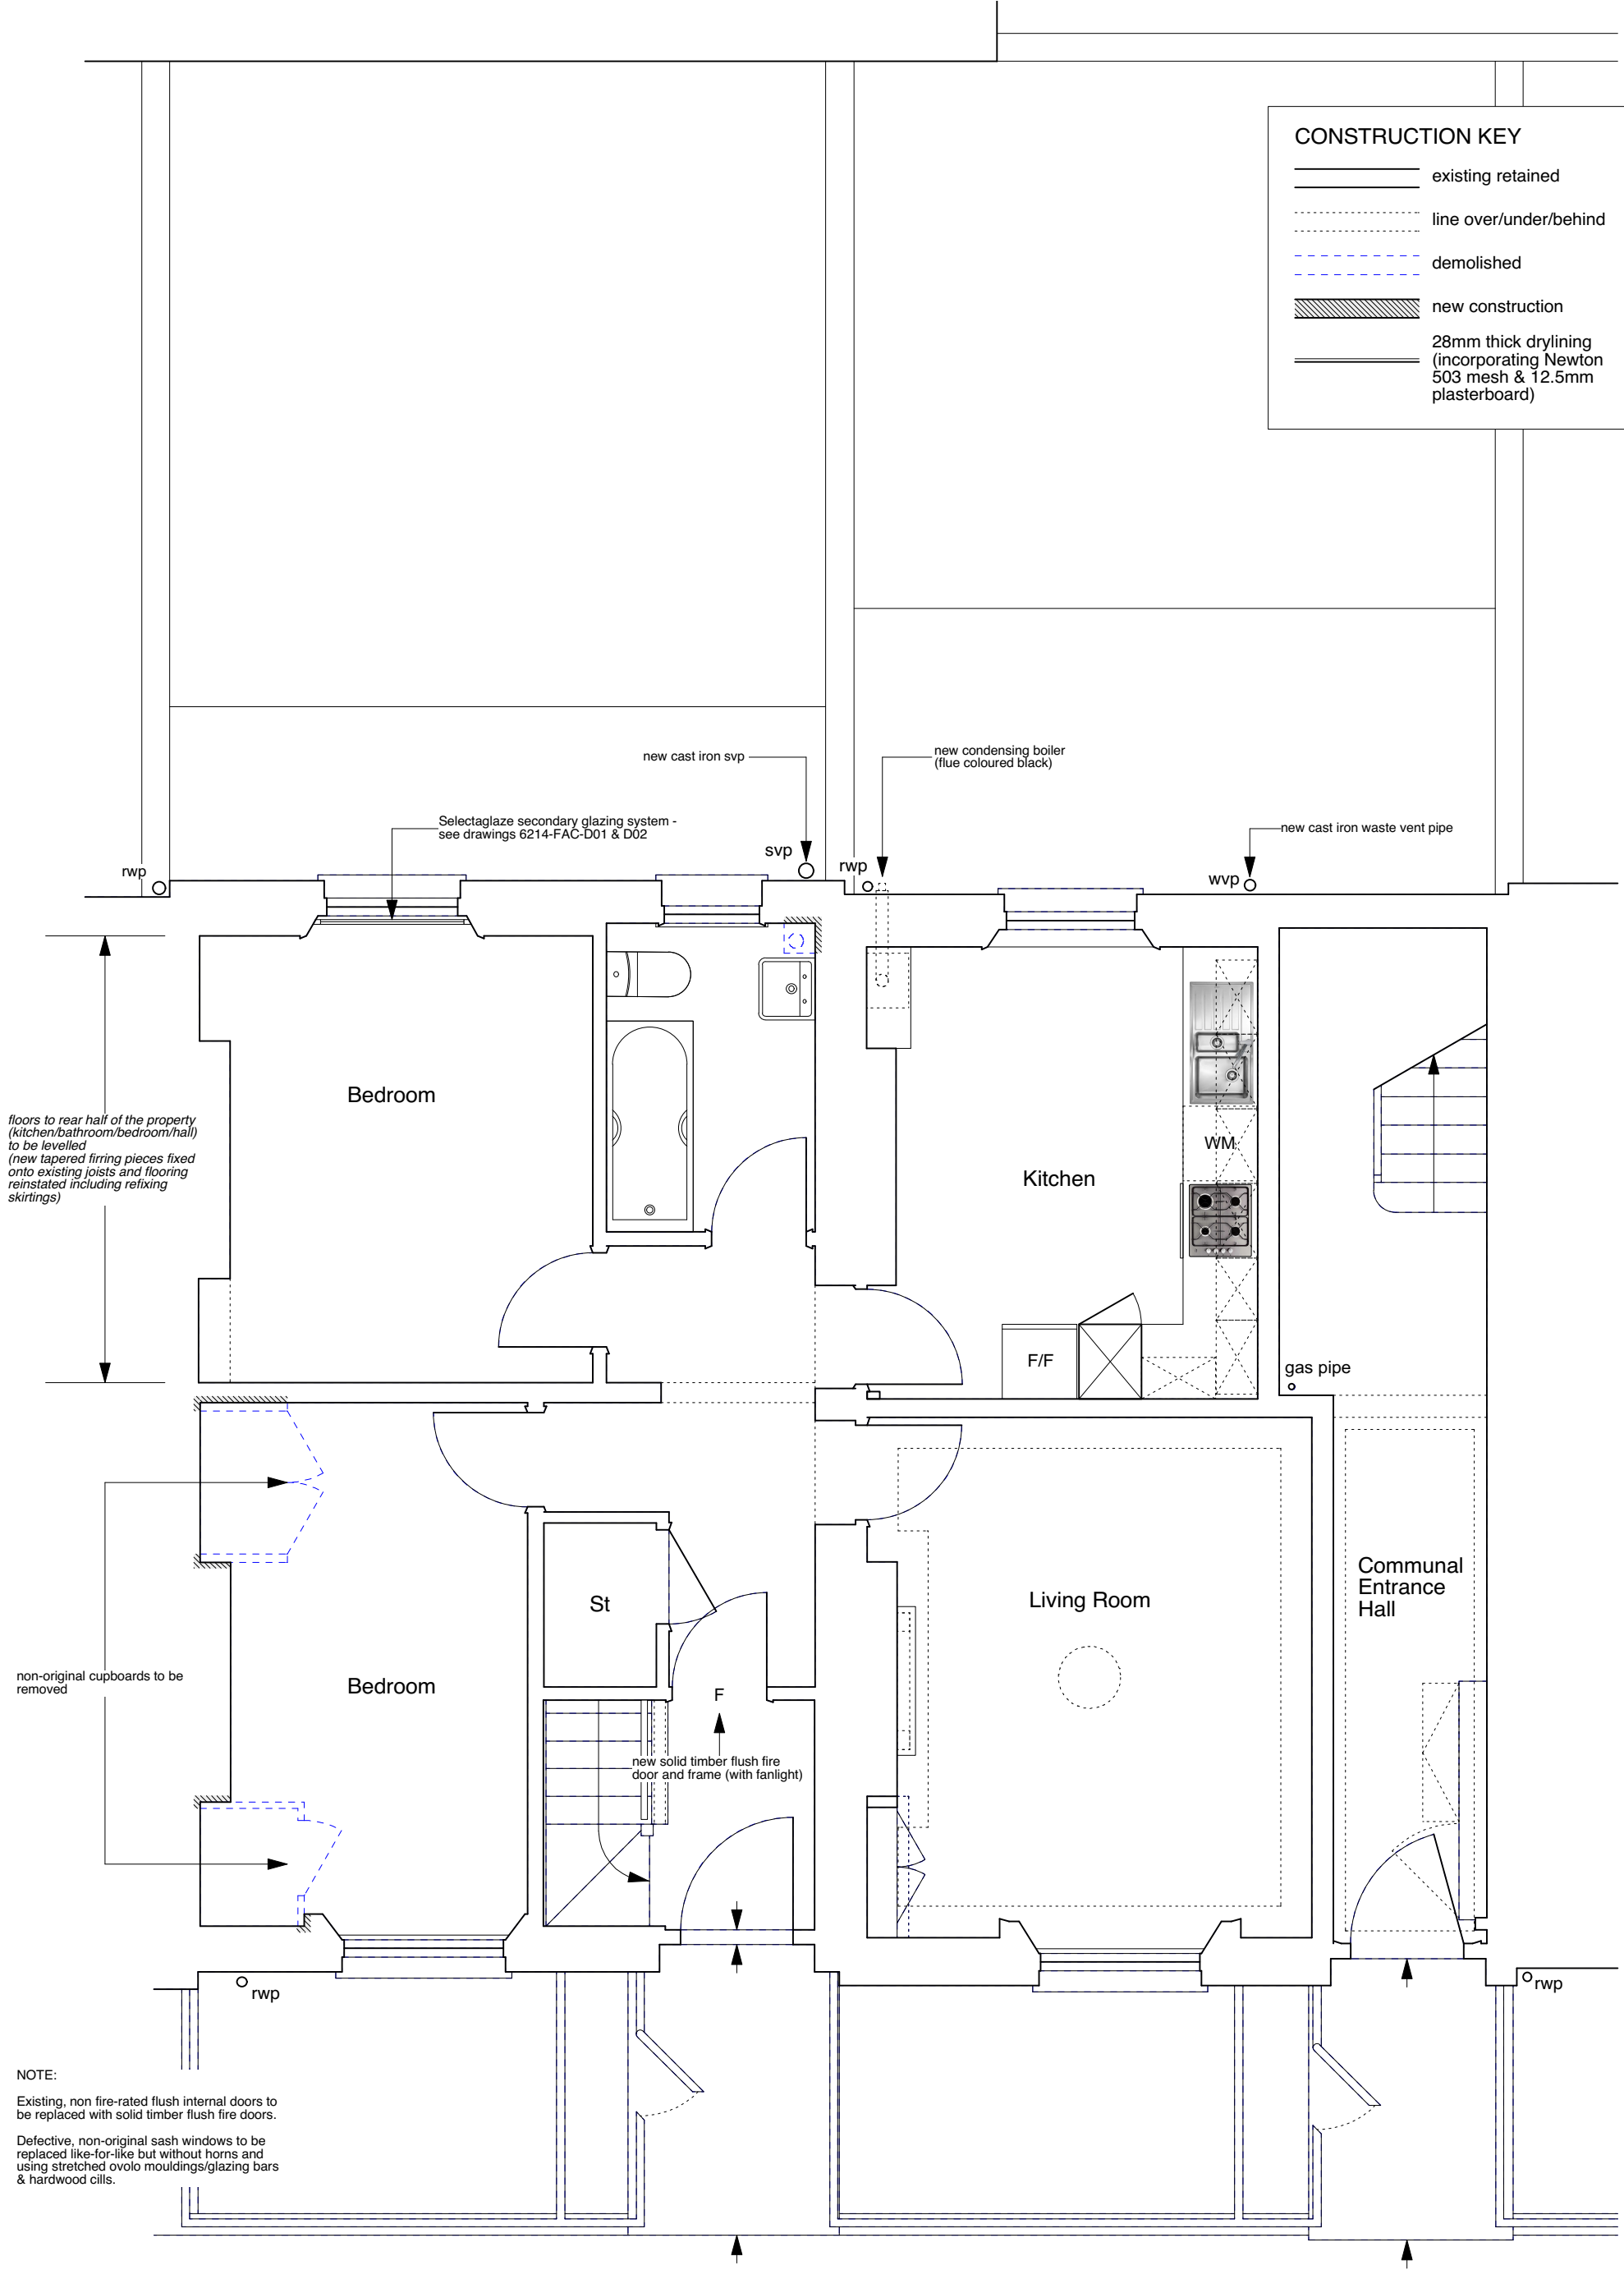 CONSTRUCTION KEY
existing retained
line over/under/behind
demolished
new construction
28mm thick drylining
(incorporating Newton
503 mesh & 12.5mm
plasterboard)
new cast iron svp
new condensing boiler
(flue coloured black)
Selectaglaze secondary glazing system -
see drawings 6214-FAC-D01 & D02
new cast iron waste vent pipe
rwp
svp
rwp
wvp
Bedroom
floors to rear half of the property
(kitchen/bathroom/bedroom/hall)
to be levelled
(new tapered firring pieces fixed
onto existing joists and flooring
reinstated including refixing
skirtings)
WM
Kitchen
F/F
gas pipe
St
Living Room
Communal
Entrance
Hall
non-original cupboards to be
removed
Bedroom
F
new solid timber flush fire
door and frame (with fanlight)
rwp
rwp
NOTE:
Existing, non fire-rated flush internal doors to
be replaced with solid timber flush fire doors.
Defective, non-original sash windows to be
replaced like-for-like but without horns and
using stretched ovolo mouldings/glazing bars
& hardwood cills.